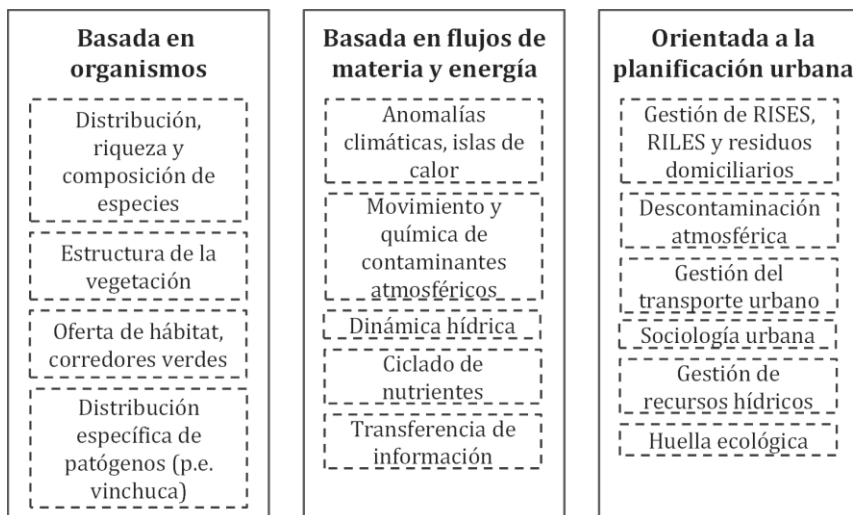 Basada en
organismos
Distribución,
riqueza y
composición de
especies
Estructura de la
vegetación
Oferta de hábitat,
corredores verdes
Distribución
específica de
patógenos (p.e.
vinchuca)
Basada en flujos de
materia y energía
Anomalías
climáticas, islas de
calor
Movimiento y
química de
contaminantes
atmosféricos
Dinámica hídrica
Ciclado de
nutrientes
Transferencia de
información
Orientada a la
planificación urbana
Gestión de RISES,
RILES y residuos
domiciliarios
Descontaminación
atmosférica
Gestión del
transporte urbano
Sociología urbana
Gestión de
recursos hídricos
Huella ecológica